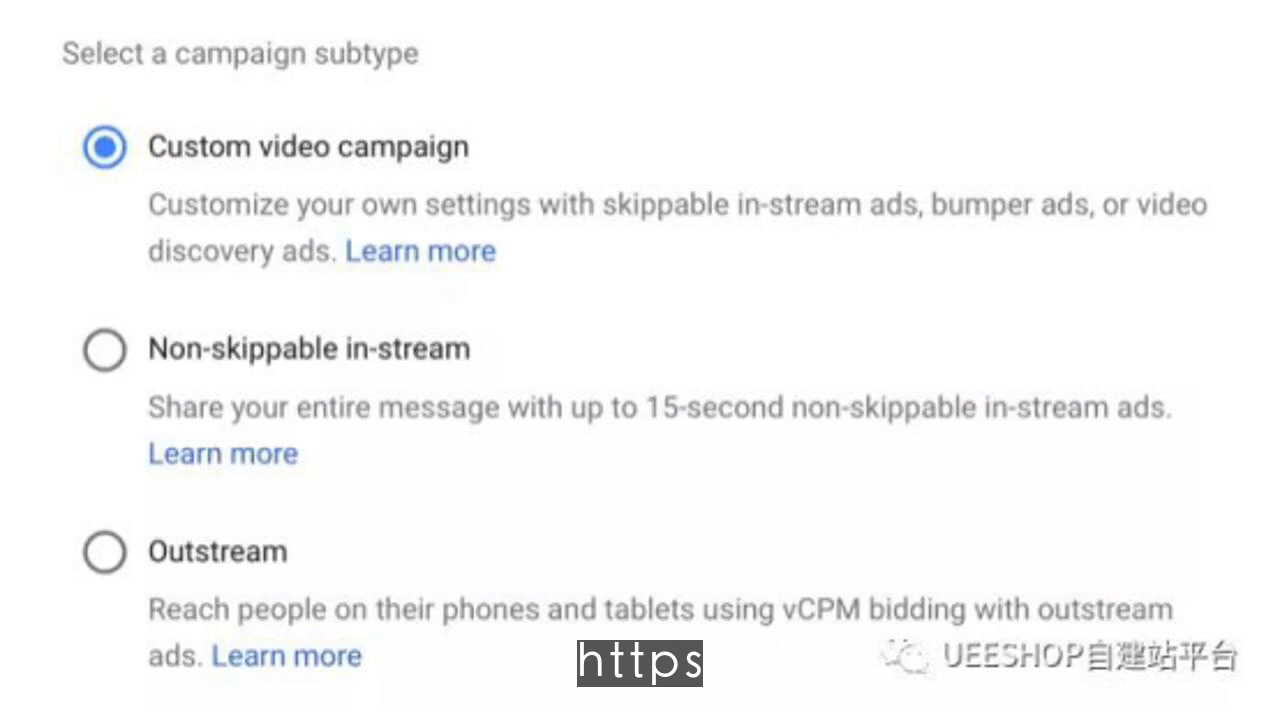 Select a campaign subtype
Custom video campaign
Customize your own settings with skippable in-stream ads, bumper ads, or video
discovery ads. Learn more
Non-skippable in-stream
Share your entire message with up to 15-second non-skippable in-stream ads.
Learn more
Outstream
Reach people on their phones and tablets using vCPM bidding with outstream
ads. Learn more
https
UEESHOP自建站平台